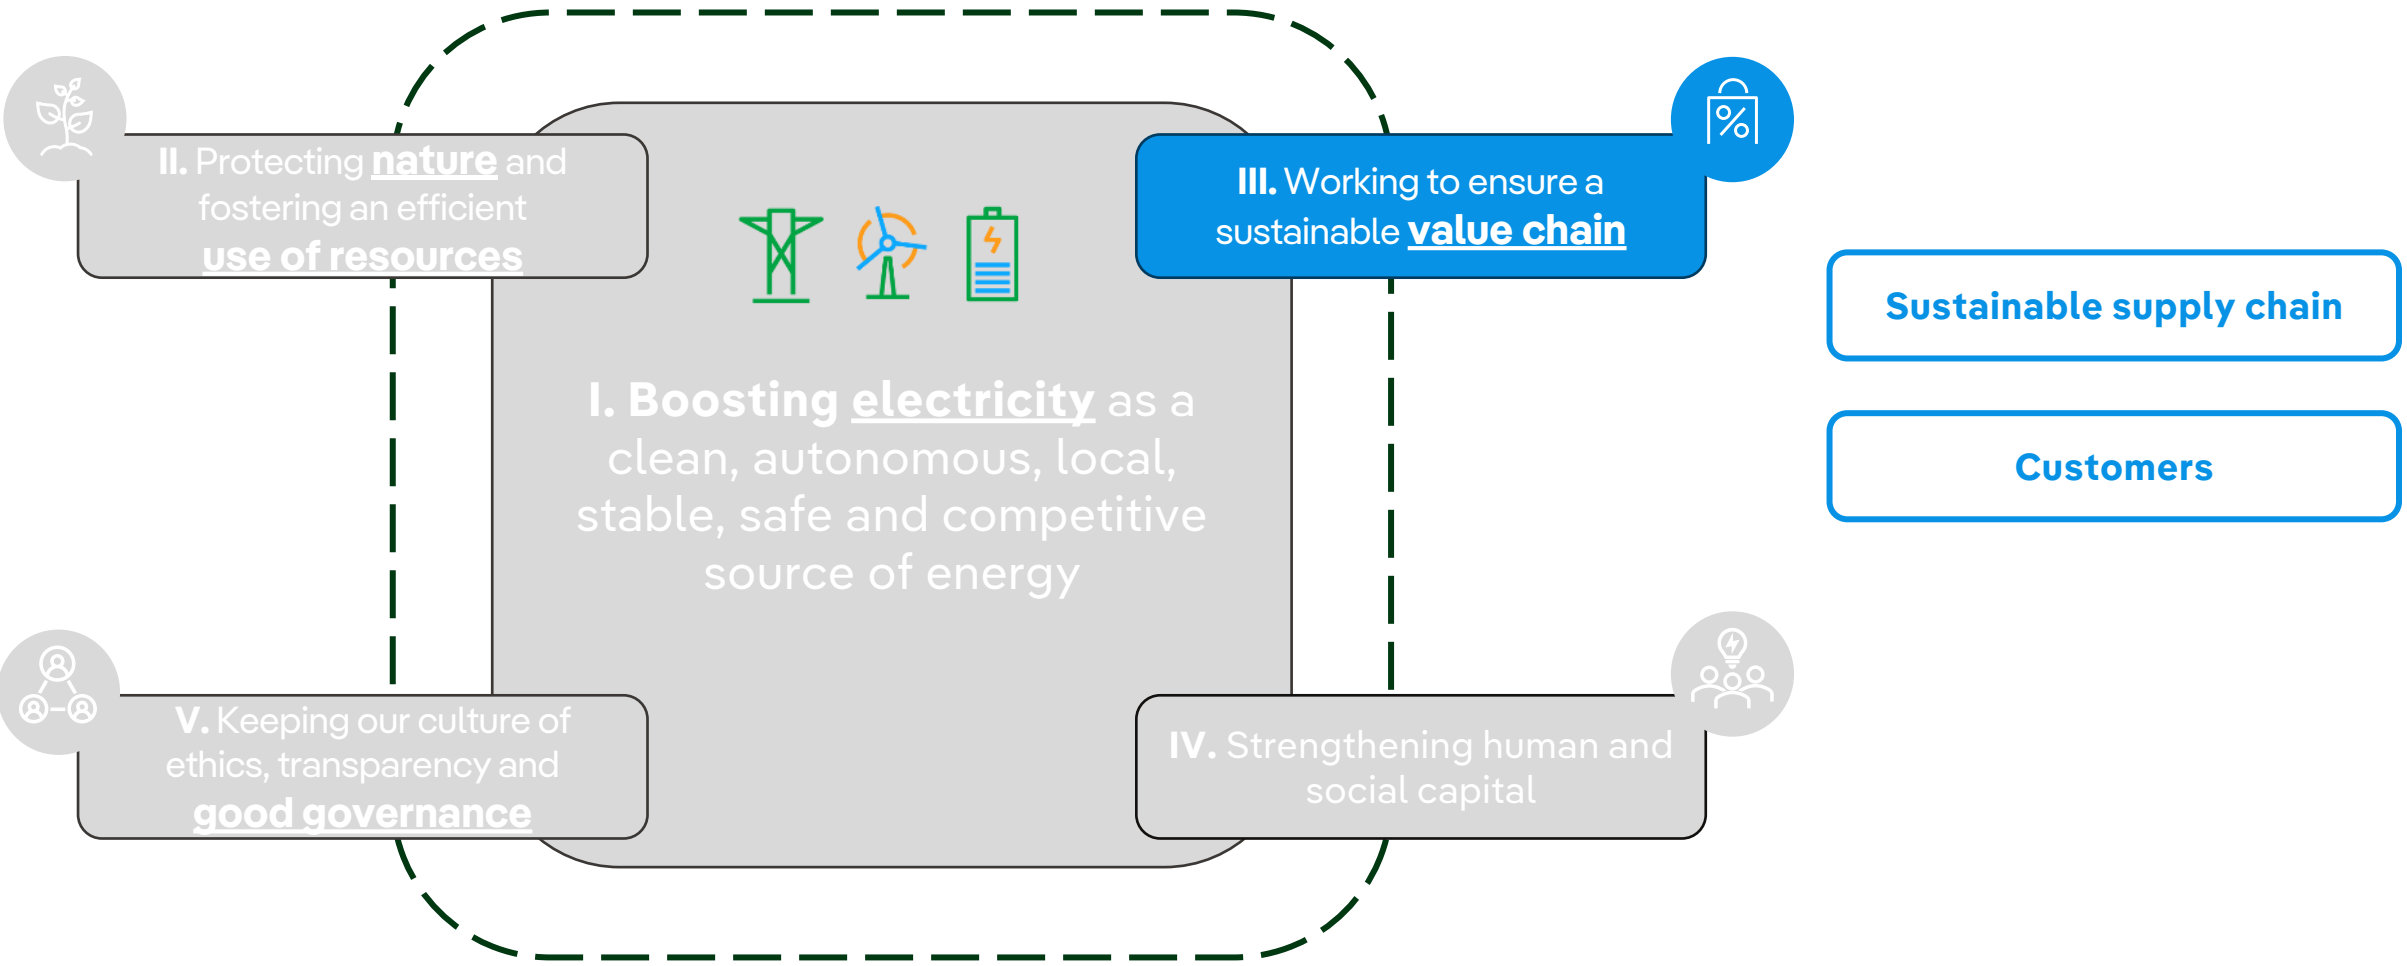 II. Protecting nature and
fostering an efficient
use of resources
III. Working to ensure a
sustainable value chain
Sustainable supply chain
Customers
I. Boosting electricity as a
clean, autonomous, local,
stable, safe and competitive
source of energy
V. Keeping our culture of
ethics, transparency and
good governance
IV. Strengthening human and
social capital